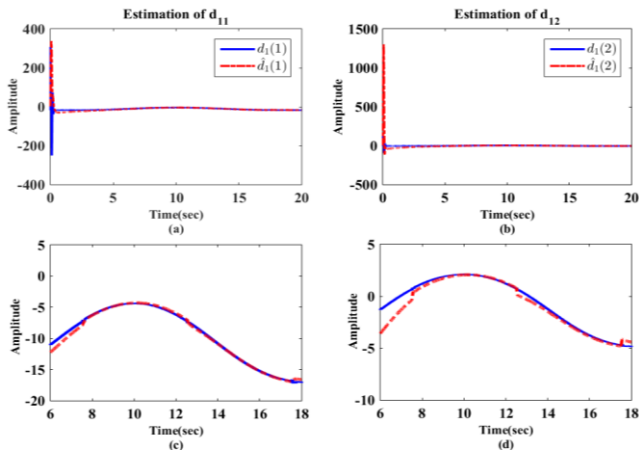 Estimation of d11
Estimation of d12
400
200
0
-200
-400
Amplitude
d1(1)
d̂1(1)
0 5 10 15 20
Time(sec)
(a)
1500
1000
500
0
-500
Amplitude
d1(2)
d̂1(2)
0 5 10 15 20
Time(sec)
(b)
5
0
-5
-10
-15
-20
Amplitude
6 8 10 12 14 16 18
Time(sec)
(c)
5
0
-5
-10
Amplitude
6 8 10 12 14 16 18
Time(sec)
(d)